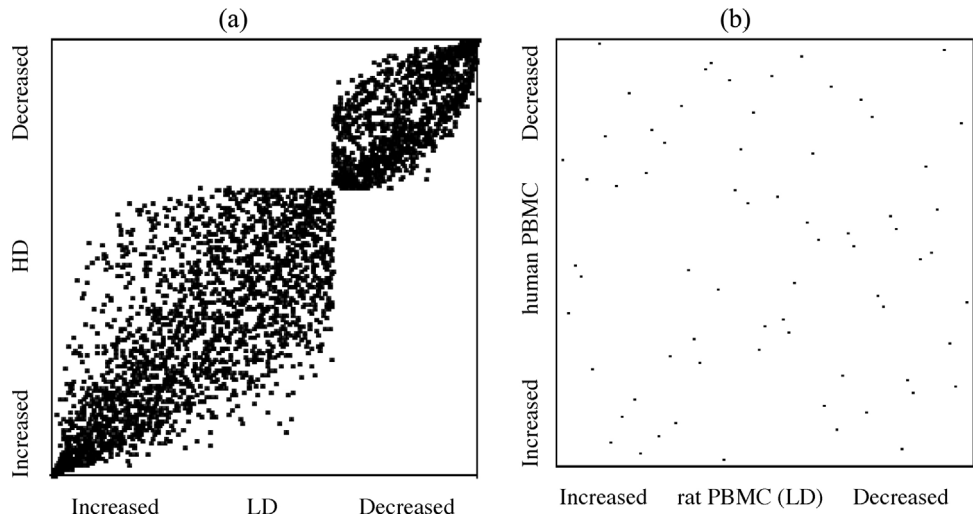 (a)
Decreased
HD
Increased
Increased
LD
Decreased
(b)
Decreased
human PBMC
Increased
Increased
rat PBMC (LD)
Decreased